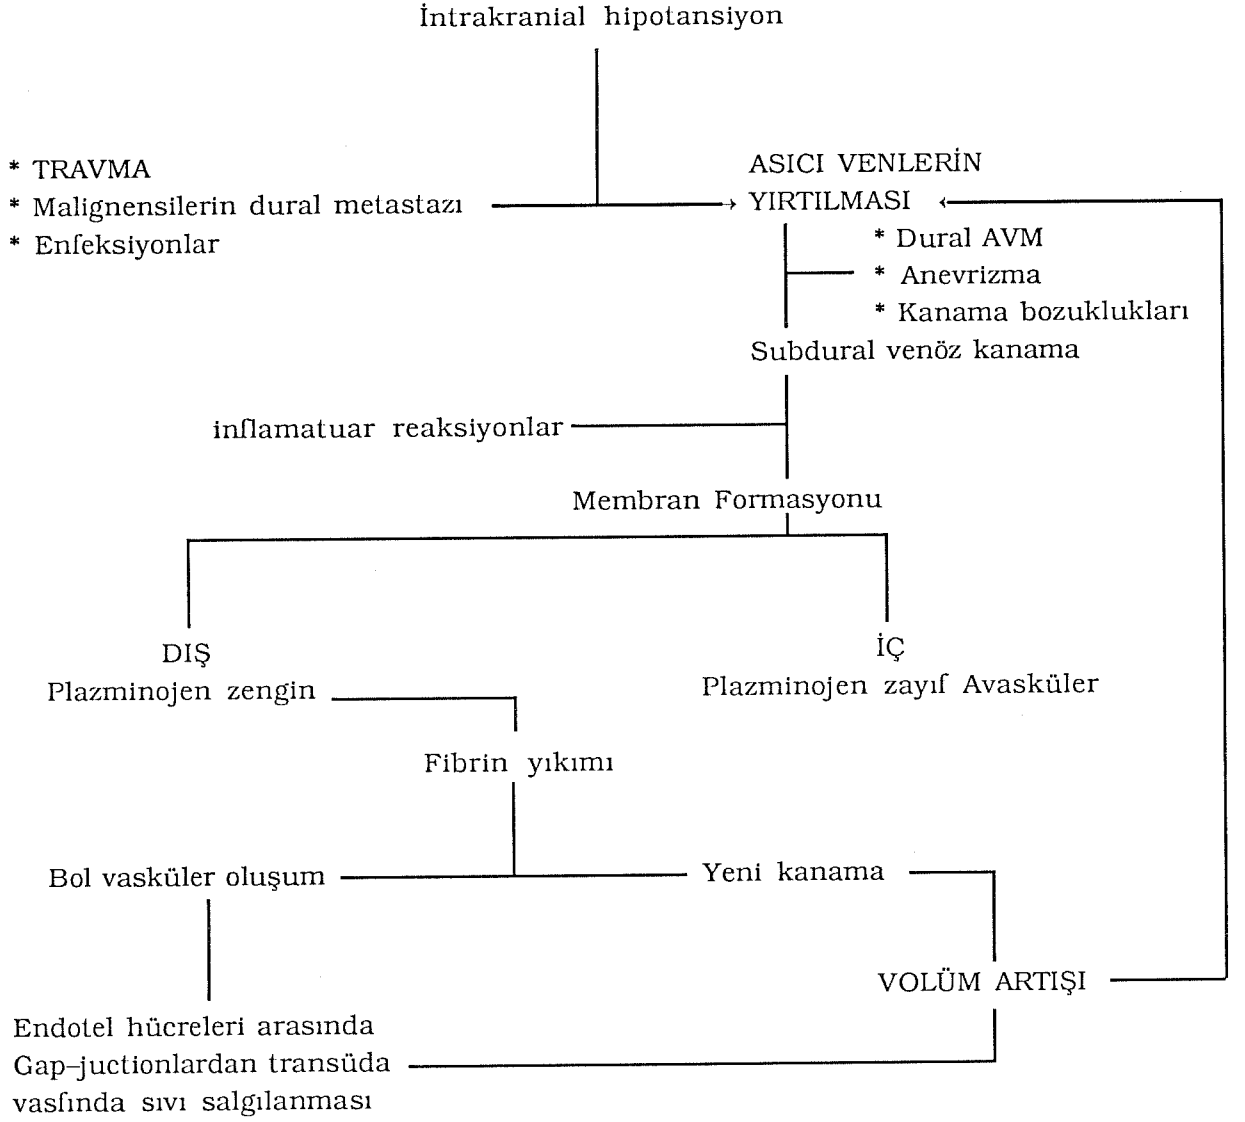 İntrakranial hipotansiyon
* TRAVMA
* Malignensilerin dural metastazı
* Enfeksiyonlar
ASICI VENLERİN
YIRTILMASI
* Dural AVM
* Anevrizma
* Kanama bozuklukları
Subdural venöz kanama
inflamatuar reaksiyonlar
Membran Formasyonu
DIŞ
Plazminojen zengin
İÇ
Plazminojen zayıf Avasküler
Fibrin yıkımı
Bol vasküler oluşum
Yeni kanama
VOLÜM ARTIŞI
Endotel hücreleri arasında
Gap-juctionlardan transüda
vasfında sıvı salgılanması